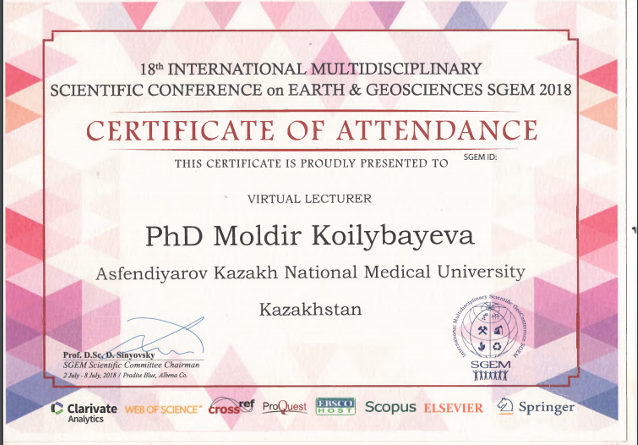 18th INTERNATIONAL MULTIDISCIPLINARY
SCIENTIFIC CONFERENCE on EARTH & GEOSCIENCES SGEM 2018
CERTIFICATE OF ATTENDANCE
THIS CERTIFICATE IS PROUDLY PRESENTED TO
SGEM ID:
VIRTUAL LECTURER
PhD Moldir Koilybayeva
Asfendiyarov Kazakh National Medical University
Kazakhstan
Prof. D.Sc. D. Sinyovsky
SGEM Scientific Committee Chairman
2 July - 8 July, 2018 / Pradise Blue, Albena Co.
International Multidisciplinary Scientific GeoConference SGEM
SGEM
Clarivate
Analytics
WEB OF SCIENCE™
crossref
ProQuest
EBSCO
HOST
Scopus
ELSEVIER
Springer